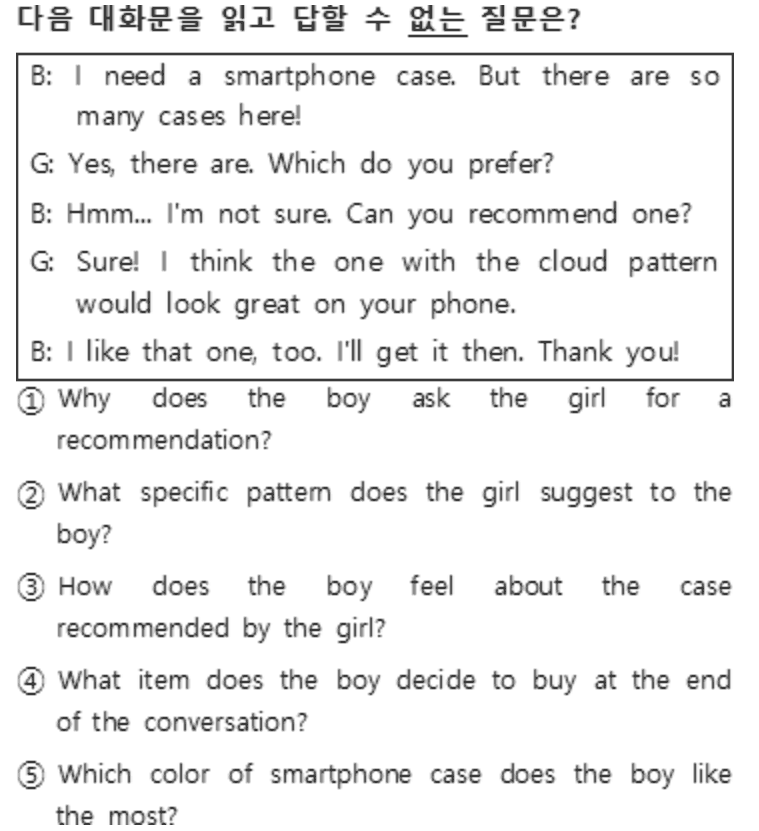 다음 대화문을 읽고 답할 수 없는 질문은?
B: I need a smartphone case. But there are so
many cases here!
G: Yes, there are. Which do you prefer?
B: Hmm... I'm not sure. Can you recommend one?
G: Sure! I think the one with the cloud pattern
would look great on your phone.
B: I like that one, too. I'll get it then. Thank you!
① Why does the boy ask the girl for a
recommendation?
② What specific pattern does the girl suggest to the
boy?
③ How does the boy feel about the case
recommended by the girl?
④ What item does the boy decide to buy at the end
of the conversation?
⑤ Which color of smartphone case does the boy like
the most?